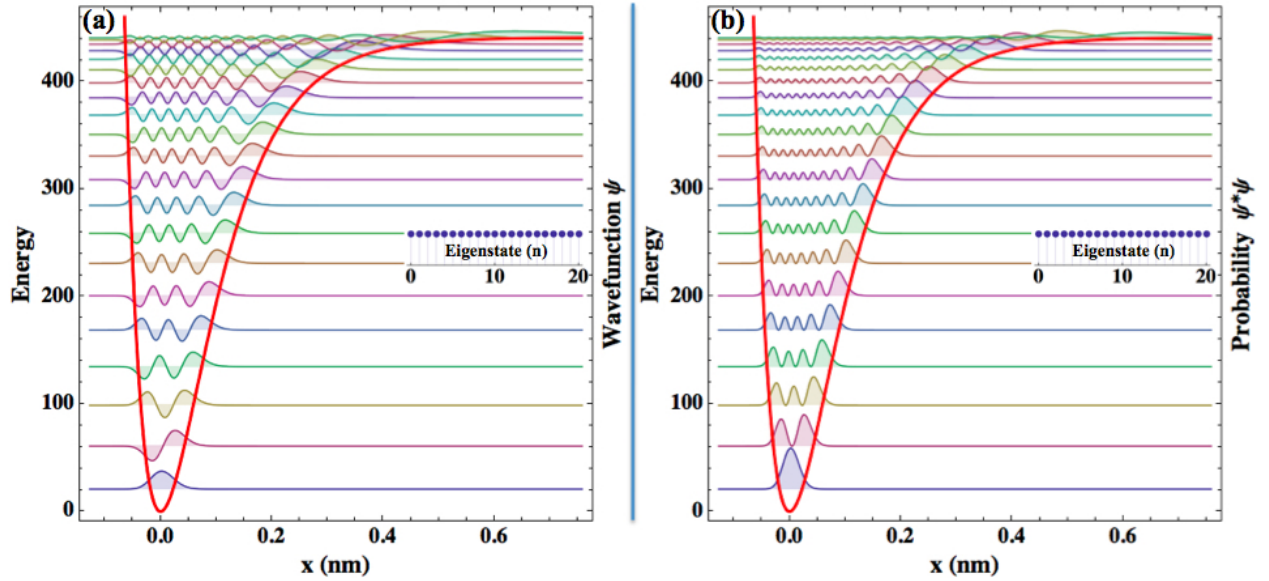 (a)
400
300
200
100
0
Energy
0.0 0.2 0.4 0.6
x (nm)
Wavefunction ψ
Eigenstate (n)
0 10 20
(b)
400
300
200
100
0
Energy
0.0 0.2 0.4 0.6
x (nm)
Probability ψ*ψ
Eigenstate (n)
0 10 20